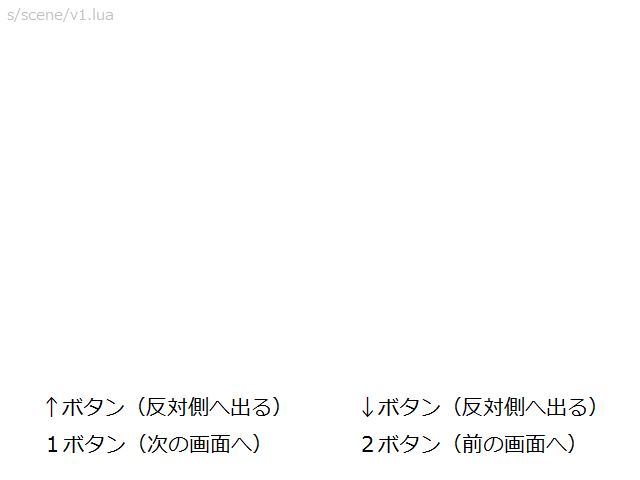 s/scene/v1.lua
↑ボタン（反対側へ出る） ↓ボタン（反対側へ出る）
１ボタン（次の画面へ） ２ボタン（前の画面へ）